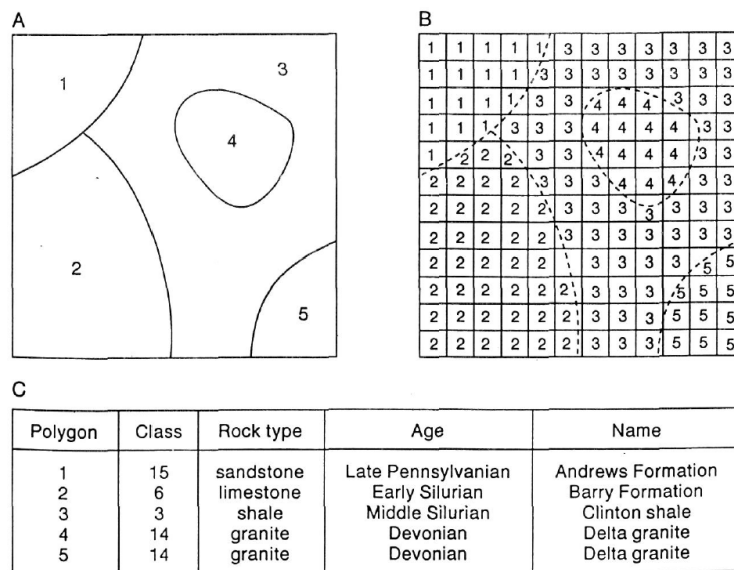 A
1
3
4
2
5
B
1 1 1 1 1 3 3 3 3 3 3 3
1 1 1 1 3 3 3 3 3 3 3 3
1 1 1 1 3 3 4 4 4 3 3 3
1 1 1 3 3 3 4 4 4 4 3 3
1 2 2 2 3 3 4 4 4 4 3 3
2 2 2 2 3 3 3 4 4 4 3 3
2 2 2 2 2 3 3 3 3 3 3 3
2 2 2 2 2 3 3 3 3 3 3 3
2 2 2 2 2 3 3 3 3 3 5 5
2 2 2 2 2 2 3 3 3 5 5 5
2 2 2 2 2 2 3 3 3 5 5 5
2 2 2 2 2 2 3 3 3 5 5 5
C
Polygon Class Rock type Age Name
1 15 sandstone Late Pennsylvanian Andrews Formation
2 6 limestone Early Silurian Barry Formation
3 3 shale Middle Silurian Clinton shale
4 14 granite Devonian Delta granite
5 14 granite Devonian Delta granite